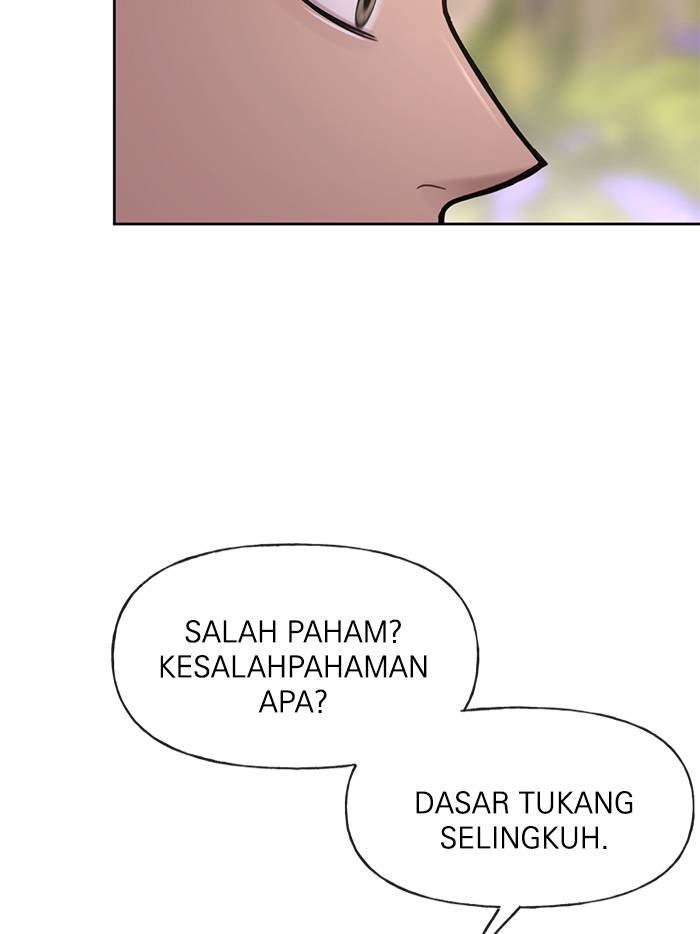 SALAH PAHAM?
KESALAHPAHAMAN
APA?
DASAR TUKANG
SELINGKUH.